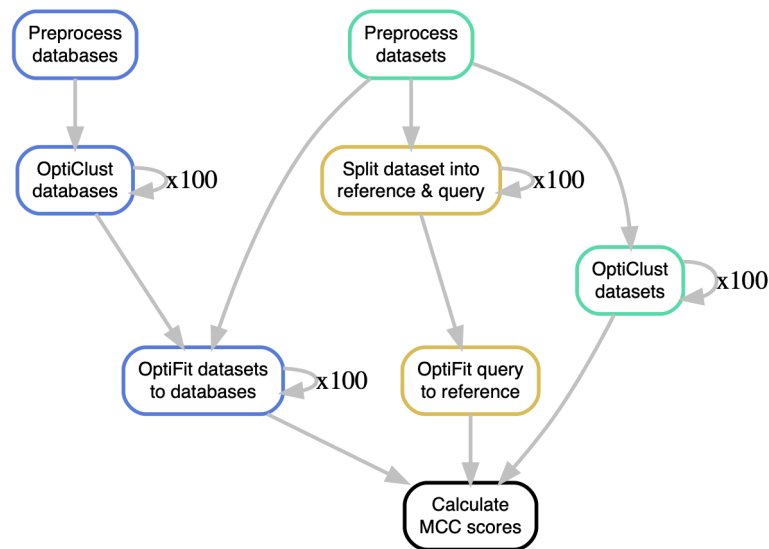 Preprocess
databases
Preprocess
datasets
OptiClust
databases
x100
Split dataset into
reference & query
x100
OptiClust
datasets
x100
OptiFit datasets
to databases
x100
OptiFit query
to reference
Calculate
MCC scores